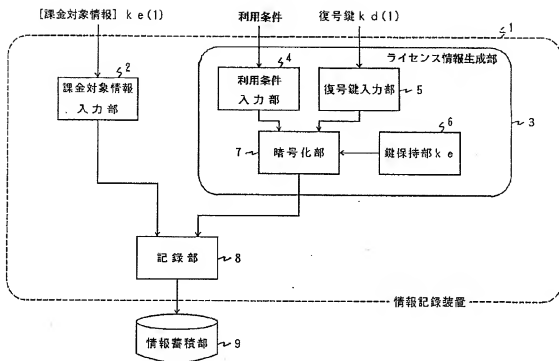 [課金対象情報] ke(1)
利用条件
復号鍵kd(1)
1
ライセンス情報生成部
2
課金対象情報
入力部
4
利用条件
入力部
復号鍵入力部
5
6
3
7
暗号化部
鍵保持部ke
記録部
8
情報記録装置
情報蓄積部
9